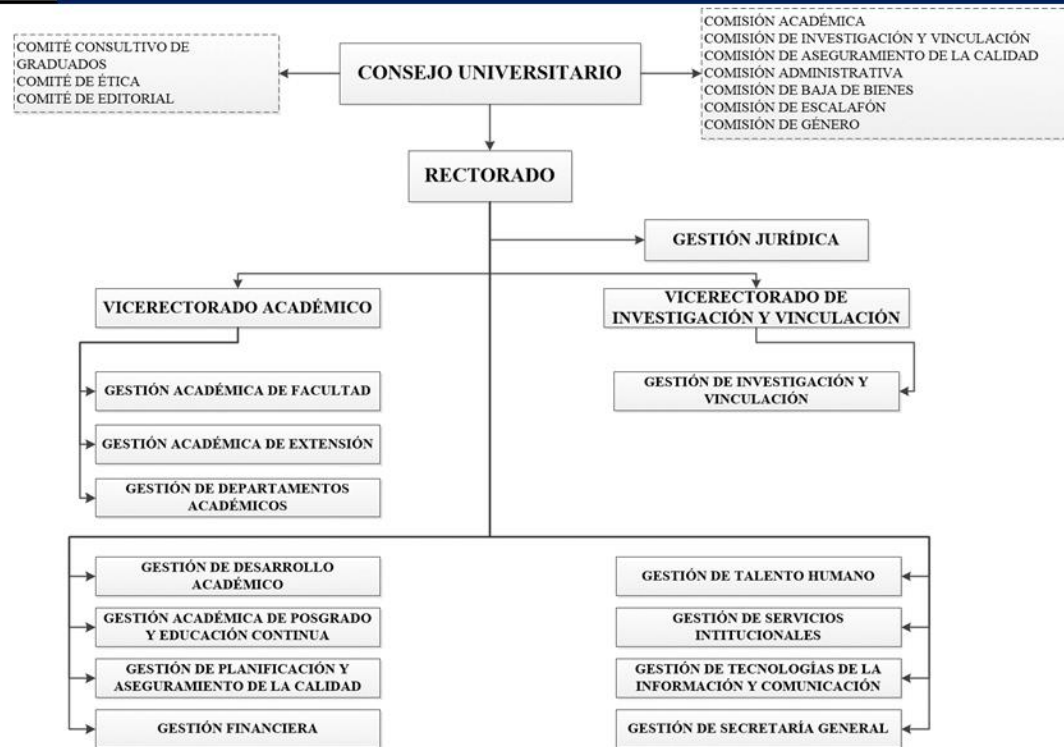 COMITÉ CONSULTIVO DE
GRADUADOS
COMITÉ DE ÉTICA
COMITÉ DE EDITORIAL
CONSEJO UNIVERSITARIO
COMISIÓN ACADÉMICA
COMISIÓN DE INVESTIGACIÓN Y VINCULACIÓN
COMISIÓN DE ASEGURAMIENTO DE LA CALIDAD
COMISIÓN ADMINISTRATIVA
COMISIÓN DE BAJA DE BIENES
COMISIÓN DE ESCALAFÓN
COMISIÓN DE GÉNERO
RECTORADO
GESTIÓN JURÍDICA
VICERECTORADO ACADÉMICO
VICERECTORADO DE
INVESTIGACIÓN Y VINCULACIÓN
GESTIÓN ACADÉMICA DE FACULTAD
GESTIÓN ACADÉMICA DE EXTENSIÓN
GESTIÓN DE DEPARTAMENTOS
ACADÉMICOS
GESTIÓN DE INVESTIGACIÓN Y
VINCULACIÓN
GESTIÓN DE DESARROLLO
ACADÉMICO
GESTIÓN ACADÉMICA DE POSGRADO
Y EDUCACIÓN CONTINUA
GESTIÓN DE PLANIFICACIÓN Y
ASEGURAMIENTO DE LA CALIDAD
GESTIÓN FINANCIERA
GESTIÓN DE TALENTO HUMANO
GESTIÓN DE SERVICIOS
INTITUCIONALES
GESTIÓN DE TECNOLOGÍAS DE LA
INFORMACIÓN Y COMUNICACIÓN
GESTIÓN DE SECRETARÍA GENERAL